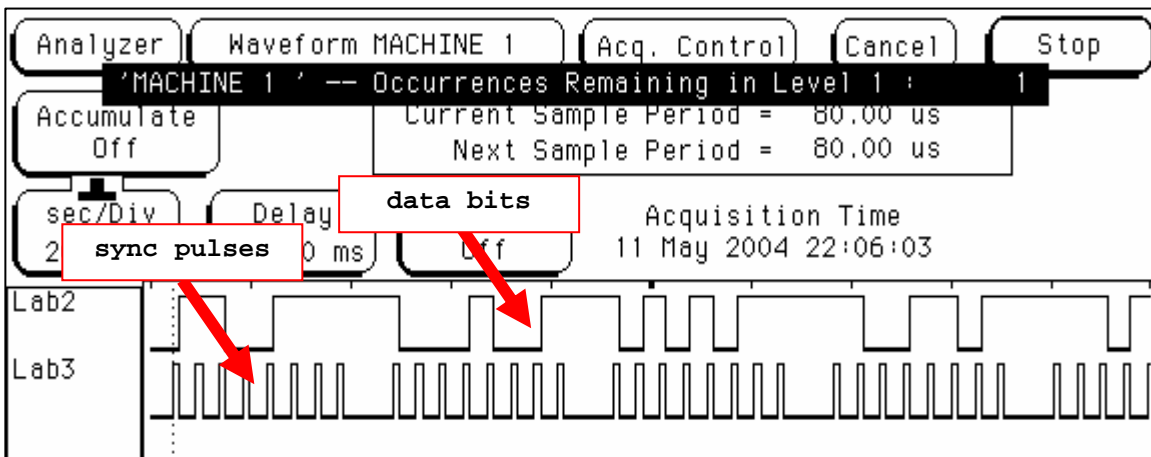 Analyzer Waveform MACHINE 1 Acq. Control Cancel Stop
'MACHINE 1 ' -- Occurrences Remaining in Level 1 : 1
Accumulate
Off
Current Sample Period = 80.00 us
Next Sample Period = 80.00 us
sec/Div
Delay
data bits
Acquisition Time
2
sync pulses
0 ms
Off
11 May 2004 22:06:03
Lab2
Lab3